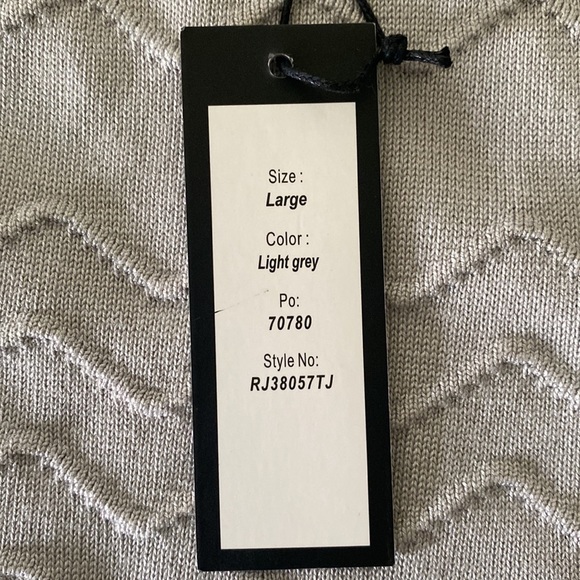 Size :
Large
Color :
Light grey
Po:
70780
Style No:
RJ38057TJ